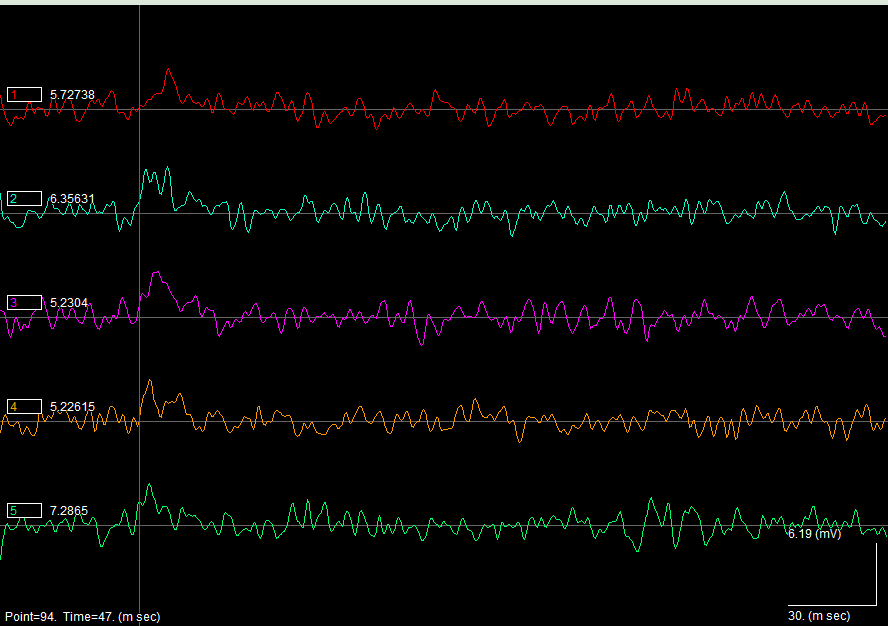 1 5.72738
2 6.35631
3 5.2304
4 5.22615
5 7.2865
6.19 (mV)
30. (m sec)
Point=94. Time=47. (m sec)